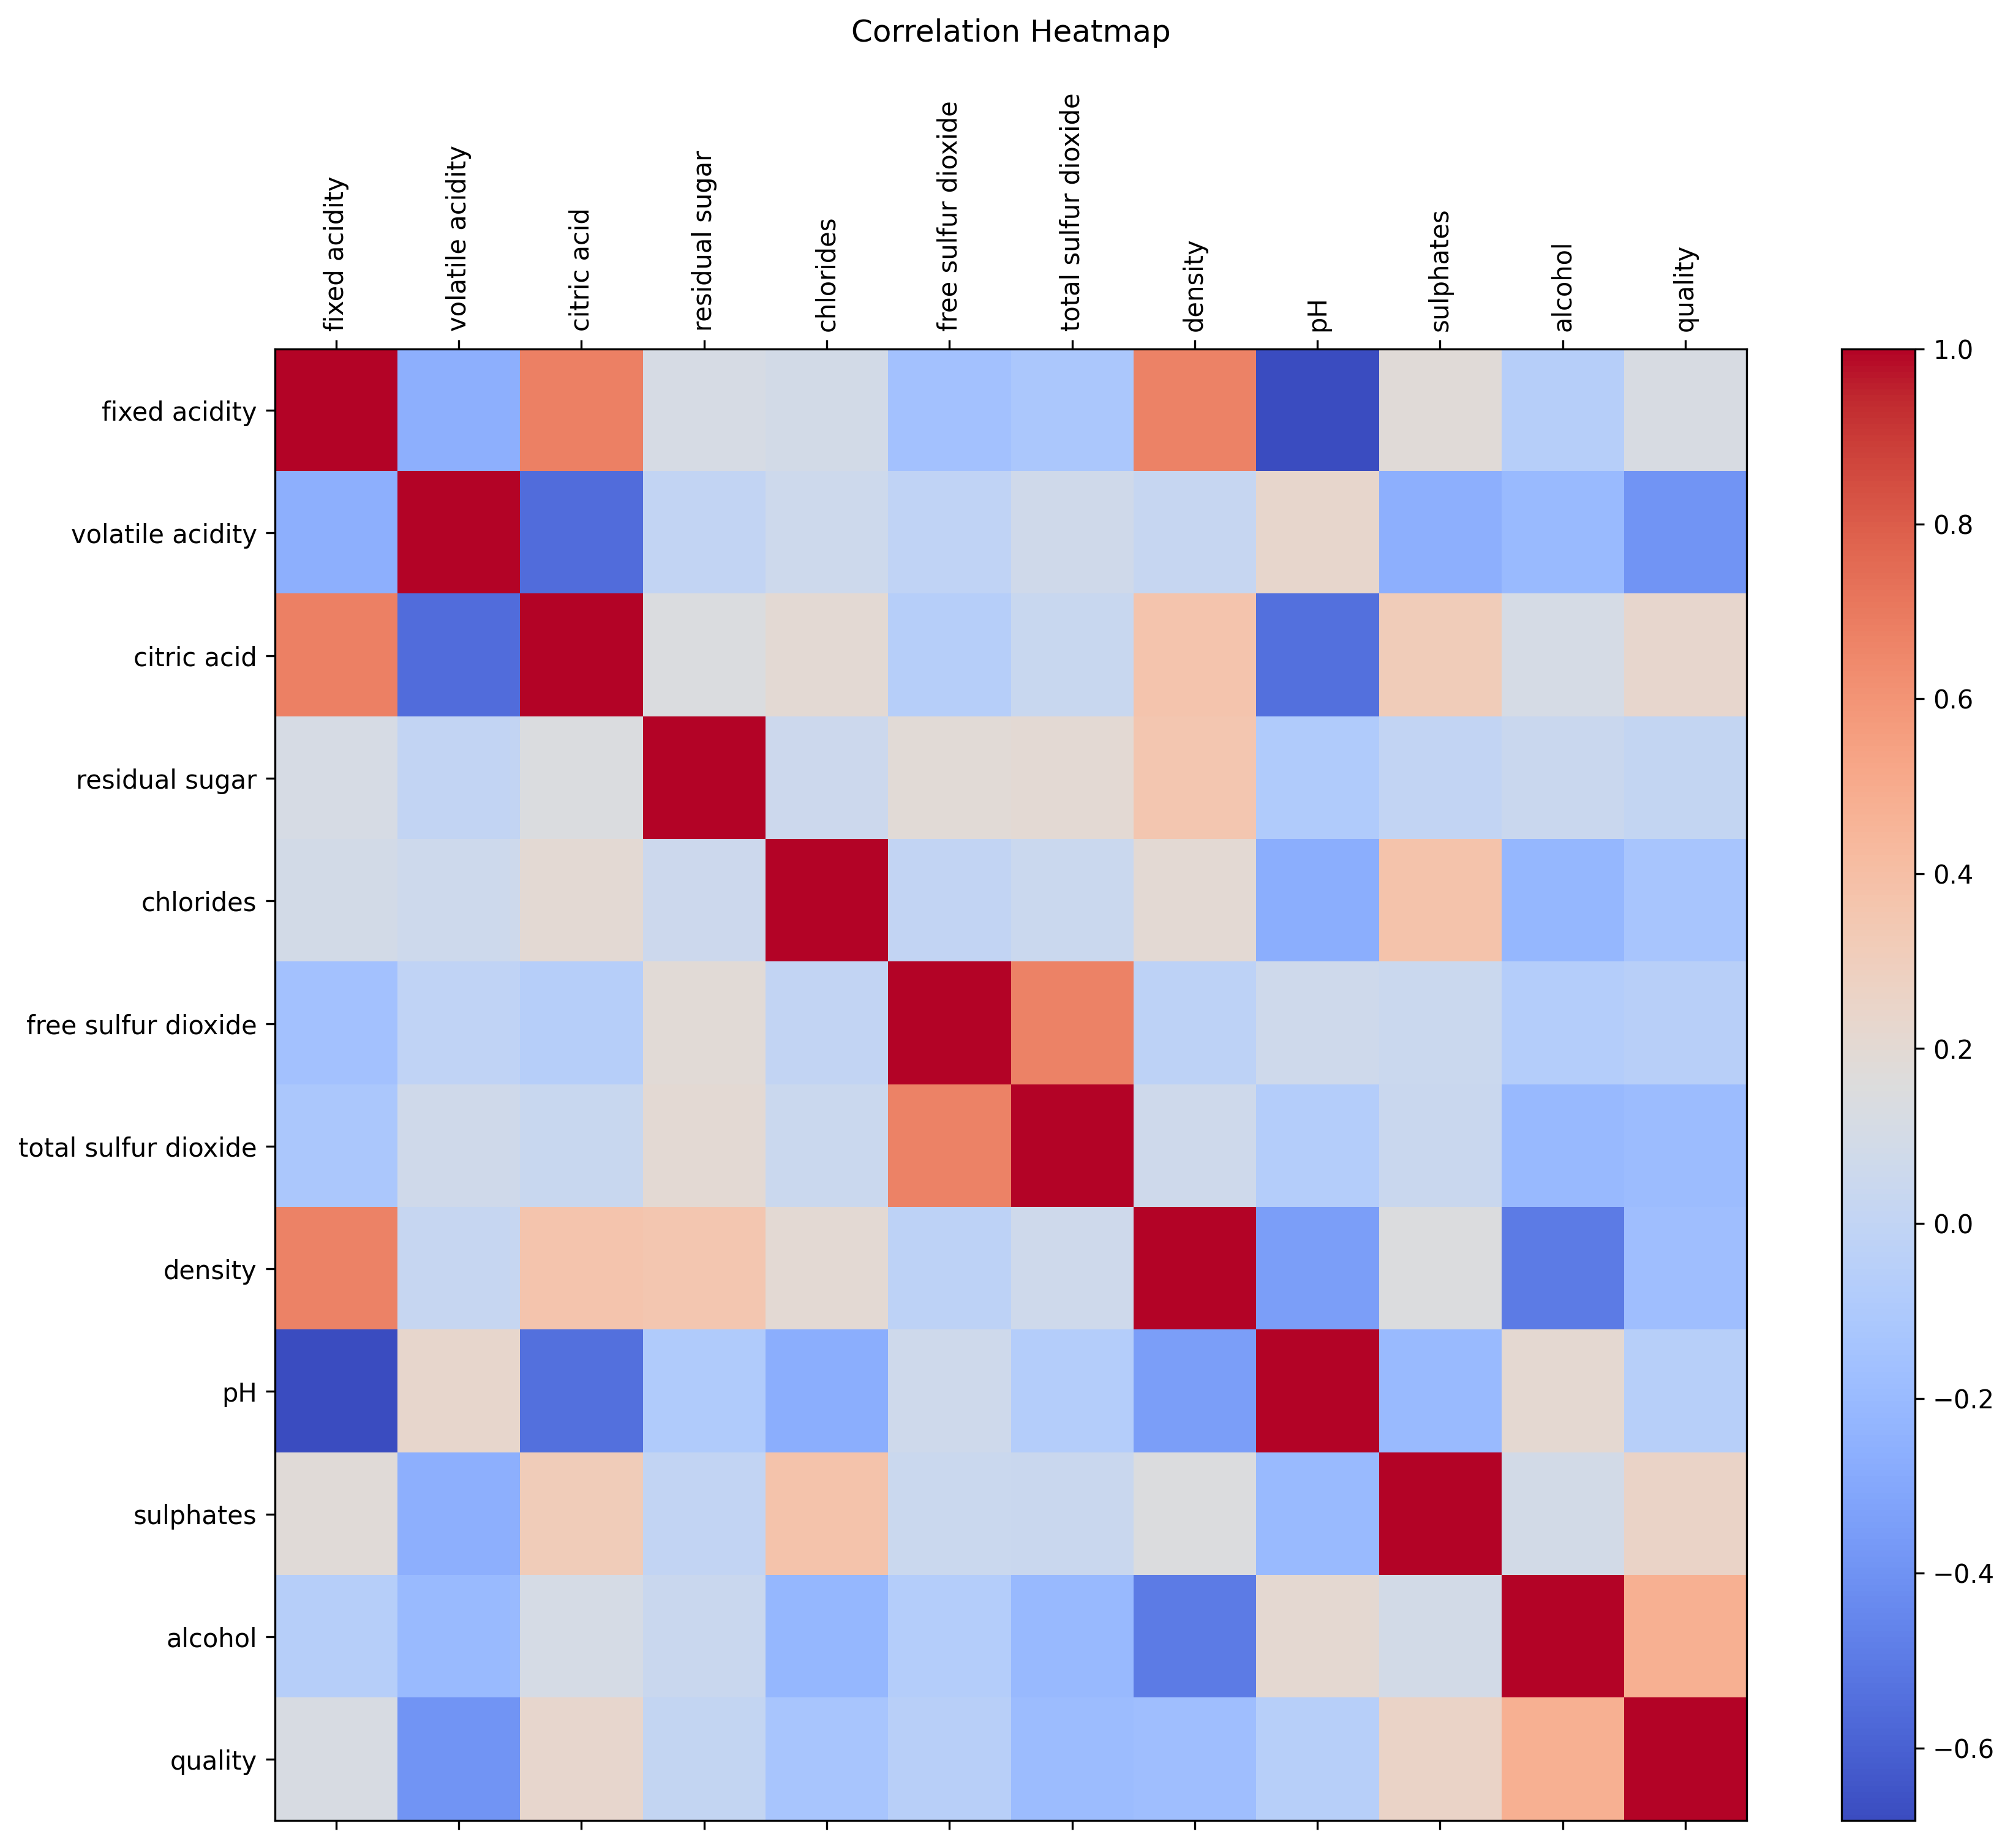 Correlation Heatmap
fixed acidity
volatile acidity
citric acid
residual sugar
chlorides
free sulfur dioxide
total sulfur dioxide
density
pH
sulphates
alcohol
quality
fixed acidity
volatile acidity
citric acid
residual sugar
chlorides
free sulfur dioxide
total sulfur dioxide
density
pH
sulphates
alcohol
quality
1.0
0.8
0.6
0.4
0.2
0.0
−0.2
−0.4
−0.6